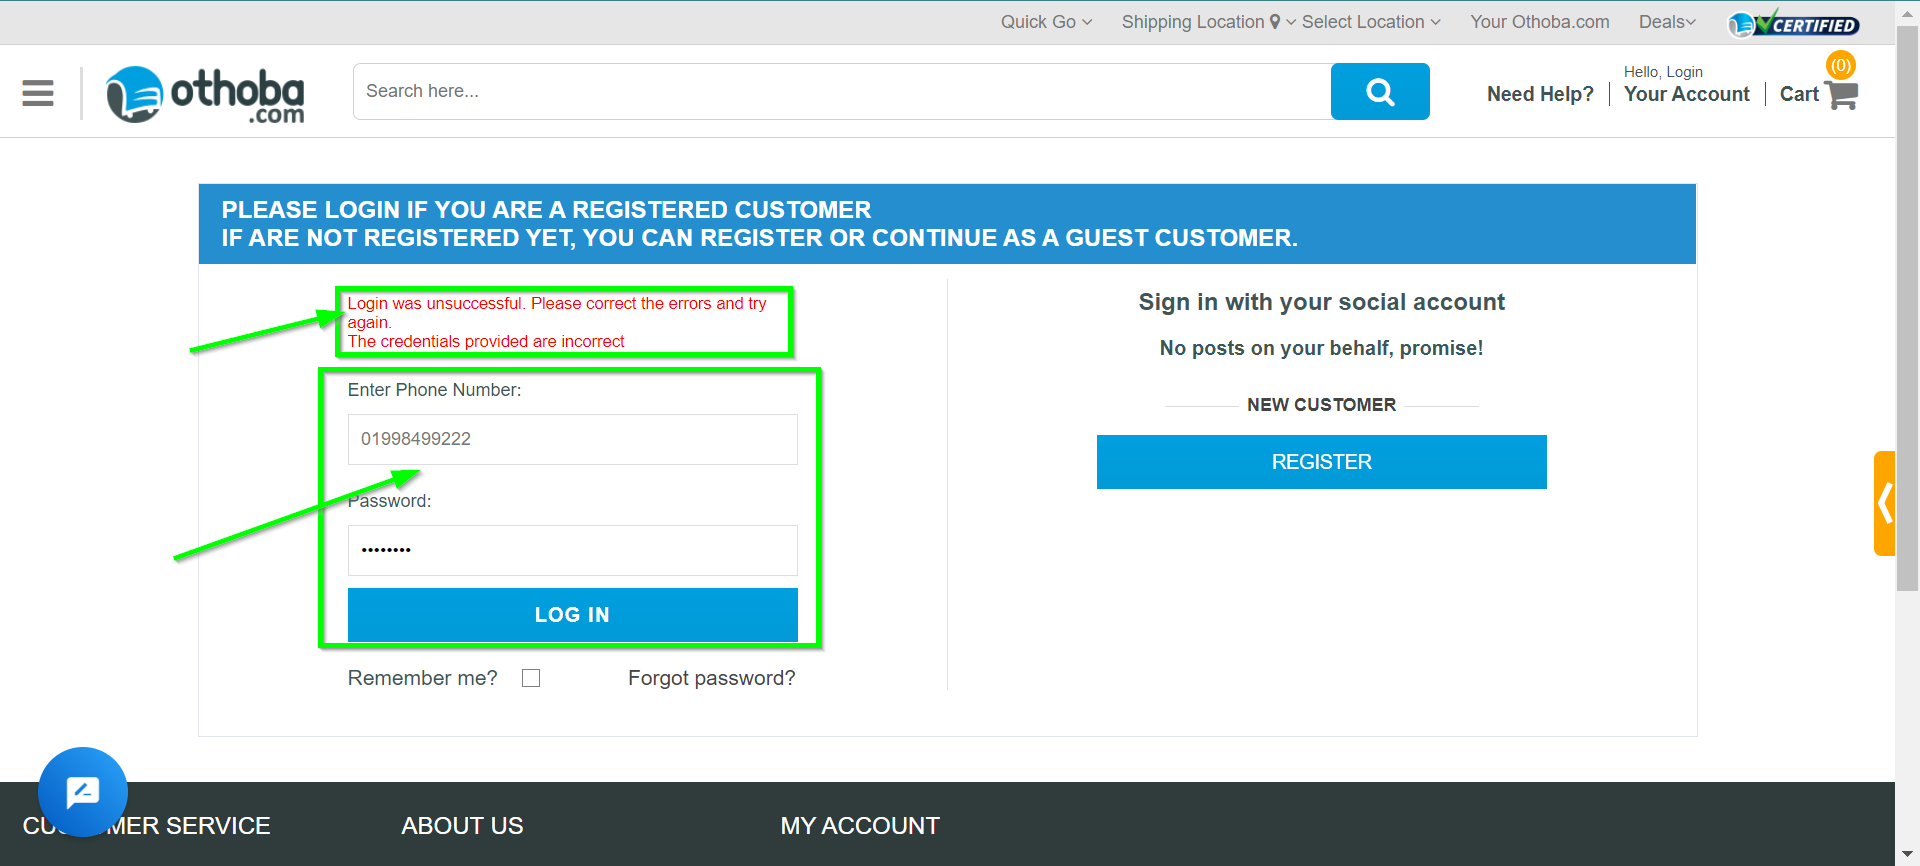 Quick Go Shipping Location Select Location Your Othoba.com Deals CERTIFIED
othoba
.com
Search here...
Need Help?
Hello, Login
Your Account
Cart
(0)
PLEASE LOGIN IF YOU ARE A REGISTERED CUSTOMER
IF ARE NOT REGISTERED YET, YOU CAN REGISTER OR CONTINUE AS A GUEST CUSTOMER.
Login was unsuccessful. Please correct the errors and try
again.
The credentials provided are incorrect
Enter Phone Number:
01998499222
Password:
LOG IN
Remember me?
Forgot password?
Sign in with your social account
No posts on your behalf, promise!
NEW CUSTOMER
REGISTER
SERVICE
ABOUT US
MY ACCOUNT